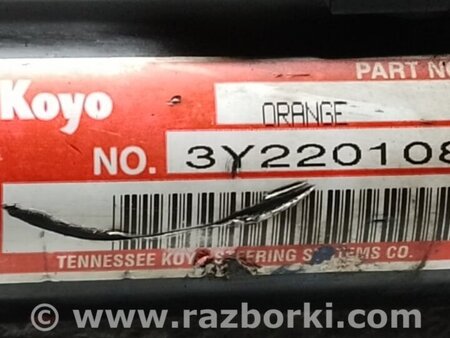 PART NO
Koyo
ORANGE
NO. 3Y220108
TENNESSEE KOYO STEERING SYSTEMS CO.
© www.razborki.com